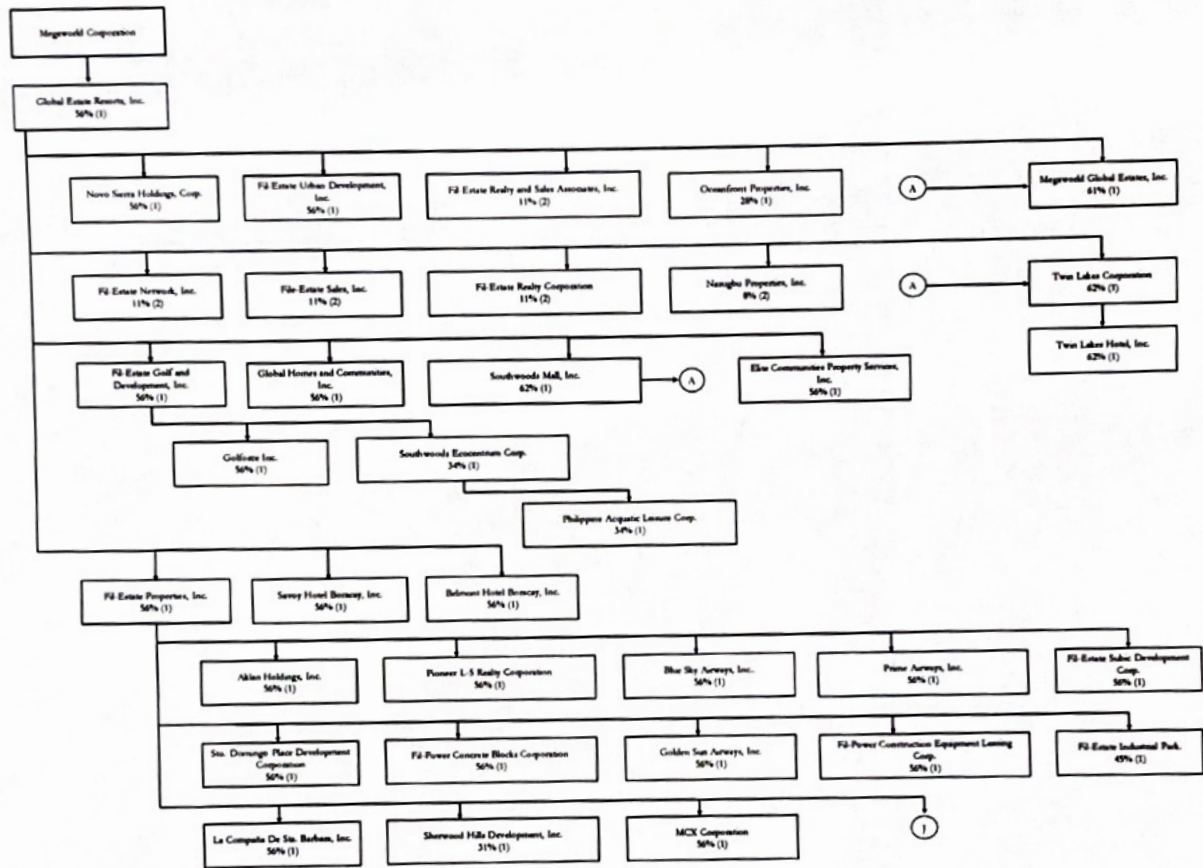 Megaworld Corporation
Global Estate Resorts, Inc.
56% (1)
Novo Sierra Holdings, Corp.
56% (1)
Fil-Estate Urban Development,
Inc.
56% (1)
Fil-Estate Realty and Sales Associates, Inc.
11% (2)
Oceanfront Properties, Inc.
28% (1)
A
Megaworld Global Estates, Inc.
61% (1)
Fil-Estate Network, Inc.
11% (2)
File-Estate Sales, Inc.
11% (2)
Fil-Estate Realty Corporation
11% (2)
Nasugbu Properties, Inc.
8% (2)
A
Twin Lakes Corporation
62% (1)
Twin Lakes Hotel, Inc.
62% (1)
Fil-Estate Golf and
Development, Inc.
56% (1)
Global Homes and Communities,
Inc.
56% (1)
Southwoods Mall, Inc.
62% (1)
A
Elite Communities Property Services,
Inc.
56% (1)
Golforce Inc.
56% (1)
Southwoods Ecocentrum Corp.
34% (1)
Philippine Acquatic Leisure Corp.
34% (1)
Fil-Estate Properties, Inc.
56% (1)
Savoy Hotel Boracay, Inc.
56% (1)
Belmont Hotel Boracay, Inc.
56% (1)
Aklan Holdings, Inc.
56% (1)
Pioneer L-5 Realty Corporation
56% (1)
Blue Sky Airways, Inc.
56% (1)
Prime Airways, Inc.
56% (1)
Fil-Estate Subic Development
Corp.
56% (1)
Sto. Domingo Place Development
Corporation
56% (1)
Fil-Power Concrete Blocks Corporation
56% (1)
Golden Sun Airways, Inc.
56% (1)
Fil-Power Construction Equipment Leasing
Corp.
56% (1)
Fil-Estate Industrial Park.
45% (1)
La Compaña De Sta. Barbara, Inc.
56% (1)
Sherwood Hills Development, Inc.
31% (1)
MCX Corporation
56% (1)